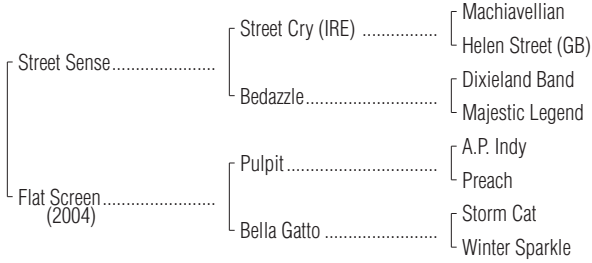 Machiavellian
Street Cry (IRE) ..................
Helen Street (GB)
Street Sense.......................
Dixieland Band
Bedazzle................................
Majestic Legend
A.P. Indy
Pulpit.....................................
Preach
Flat Screen.........................
(2004)
Storm Cat
Bella Gatto ...........................
Winter Sparkle